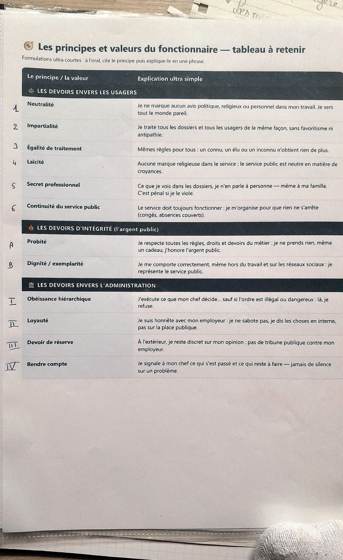 Les principes et valeurs du fonctionnaire — tableau à retenir
Formulations ultra-courtes : à l'oral, cite le principe puis explique-le en une phrase.
Le principe / la valeur Explication ultra simple
LES DEVOIRS ENVERS LES USAGERS
1 Neutralité Je ne marque aucun avis politique, religieux ou personnel dans mon travail. Je sers
tout le monde pareil.
2 Impartialité Je traite tous les dossiers et tous les usagers de la même façon, sans favoritisme ni
antipathie.
3 Égalité de traitement Mêmes règles pour tous : un connu, un élu ou un inconnu n'obtient rien de plus.
4 Laïcité Aucune marque religieuse dans le service : le service public est neutre en matière de
croyances.
5 Secret professionnel Ce que je vois dans les dossiers, je n'en parle à personne — même à ma famille.
C'est pénal si je le viole.
6 Continuité du service public Le service doit toujours fonctionner : je m'organise pour que rien ne s'arrête
(congés, absences couverts).
LES DEVOIRS D'INTÉGRITÉ (l'argent public)
A Probité Je respecte toutes les règles, droits et devoirs du métier : je ne prends rien, même
un cadeau. J'honore l'argent public.
B Dignité / exemplarité Je me comporte correctement, même hors du travail et sur les réseaux sociaux : je
représente le service public.
LES DEVOIRS ENVERS L'ADMINISTRATION
I Obéissance hiérarchique J'exécute ce que mon chef décide... sauf si l'ordre est illégal ou dangereux : là, je
refuse.
II Loyauté Je suis honnête avec mon employeur : je ne sabote pas, je dis les choses en interne,
pas sur la place publique.
III Devoir de réserve À l'extérieur, je reste discret sur mon opinion : pas de tribune publique contre mon
employeur.
IV Rendre compte Je signale à mon chef ce qui s'est passé et ce qui reste à faire — jamais de silence
sur un problème.